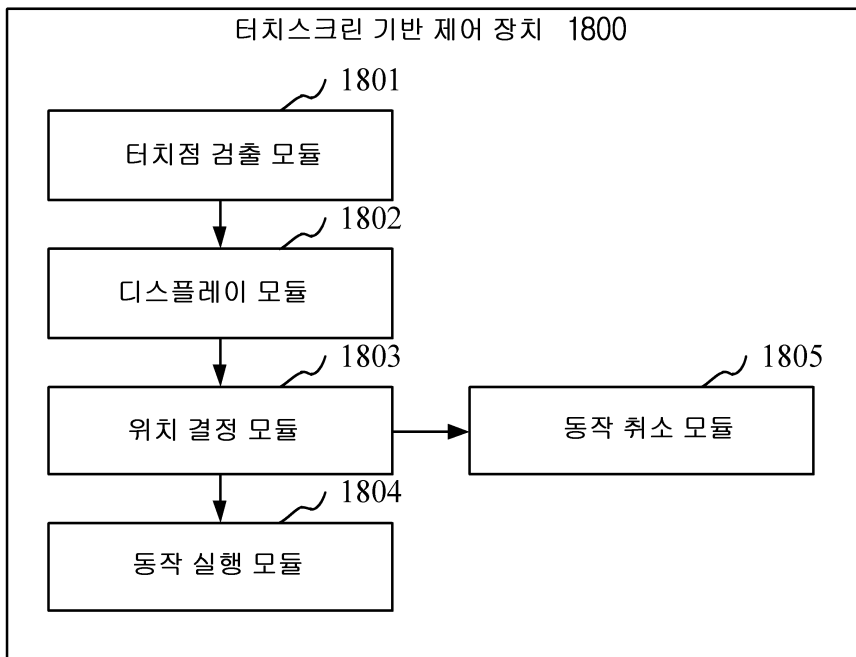 터치스크린 기반 제어 장치 1800
1801
터치점 검출 모듈
1802
디스플레이 모듈
1803
위치 결정 모듈
1805
동작 취소 모듈
1804
동작 실행 모듈